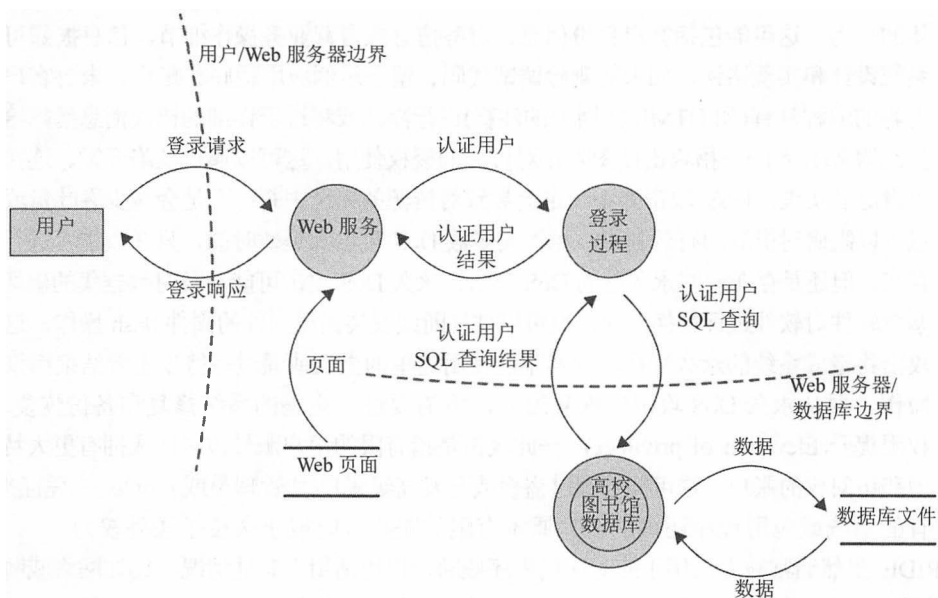 用户/Web 服务器边界
登录请求
认证用户
用户
Web 服务
登录
过程
认证用户
结果
登录响应
认证用户
SQL 查询
认证用户
SQL 查询结果
页面
Web 服务器/
数据库边界
Web 页面
数据
高校
图书馆
数据库
数据库文件
数据